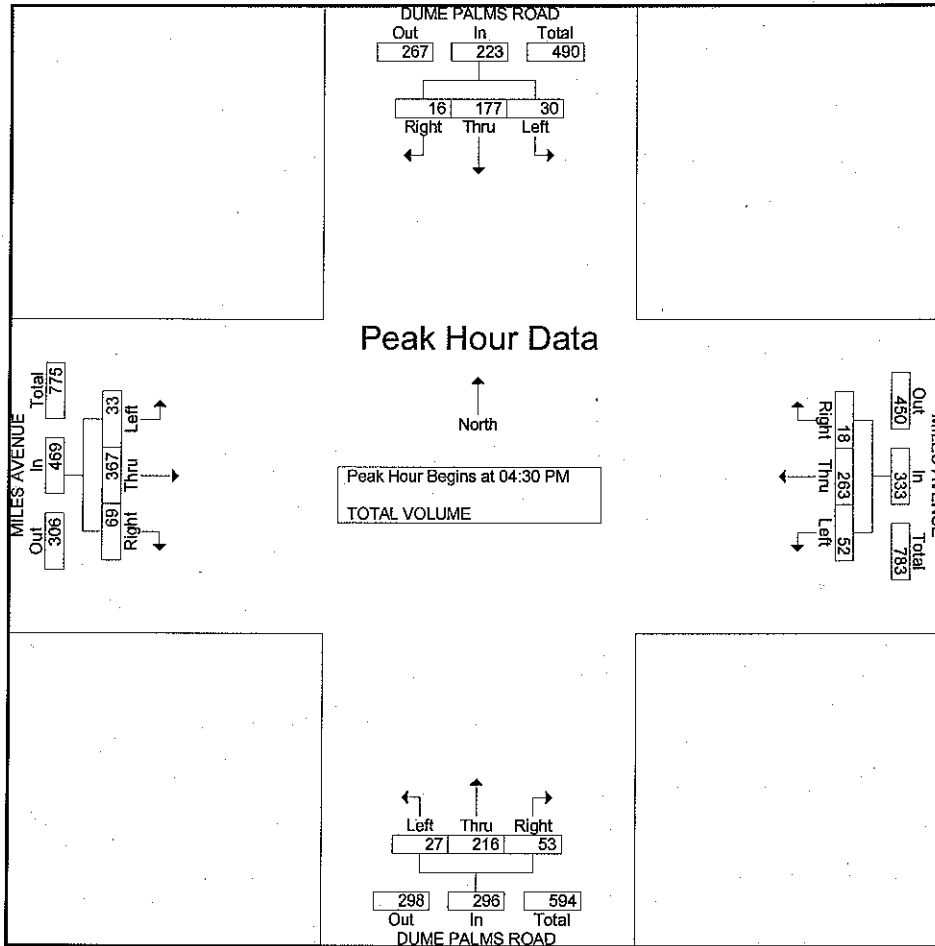 DUME PALMS ROAD
Out In Total
267 223 490
16 177 30
Right Thru Left
Peak Hour Data
North
Peak Hour Begins at 04:30 PM
TOTAL VOLUME
MILES AVENUE
Out In Total
306 469 775
Right Thru Left
69 367 33
Out In Total
450 333 783
Right Thru Left
18 263 52
MILES AVENUE
Left Thru Right
27 216 53
298 296 594
Out In Total
DUME PALMS ROAD